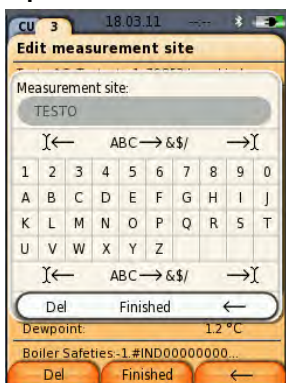 CU 3 18.03.11 --:--
Edit measurement site
Measurement site:
TESTO
ABC → &$/
1 2 3 4 5 6 7 8 9 0
A B C D E F G H I J
K L M N O P Q R S T
U V W X Y Z
ABC → &$/
Del Finished ←
Dewpoint: 1.2 °C
Boiler Safeties-1.#IND00000000...
Del Finished ←